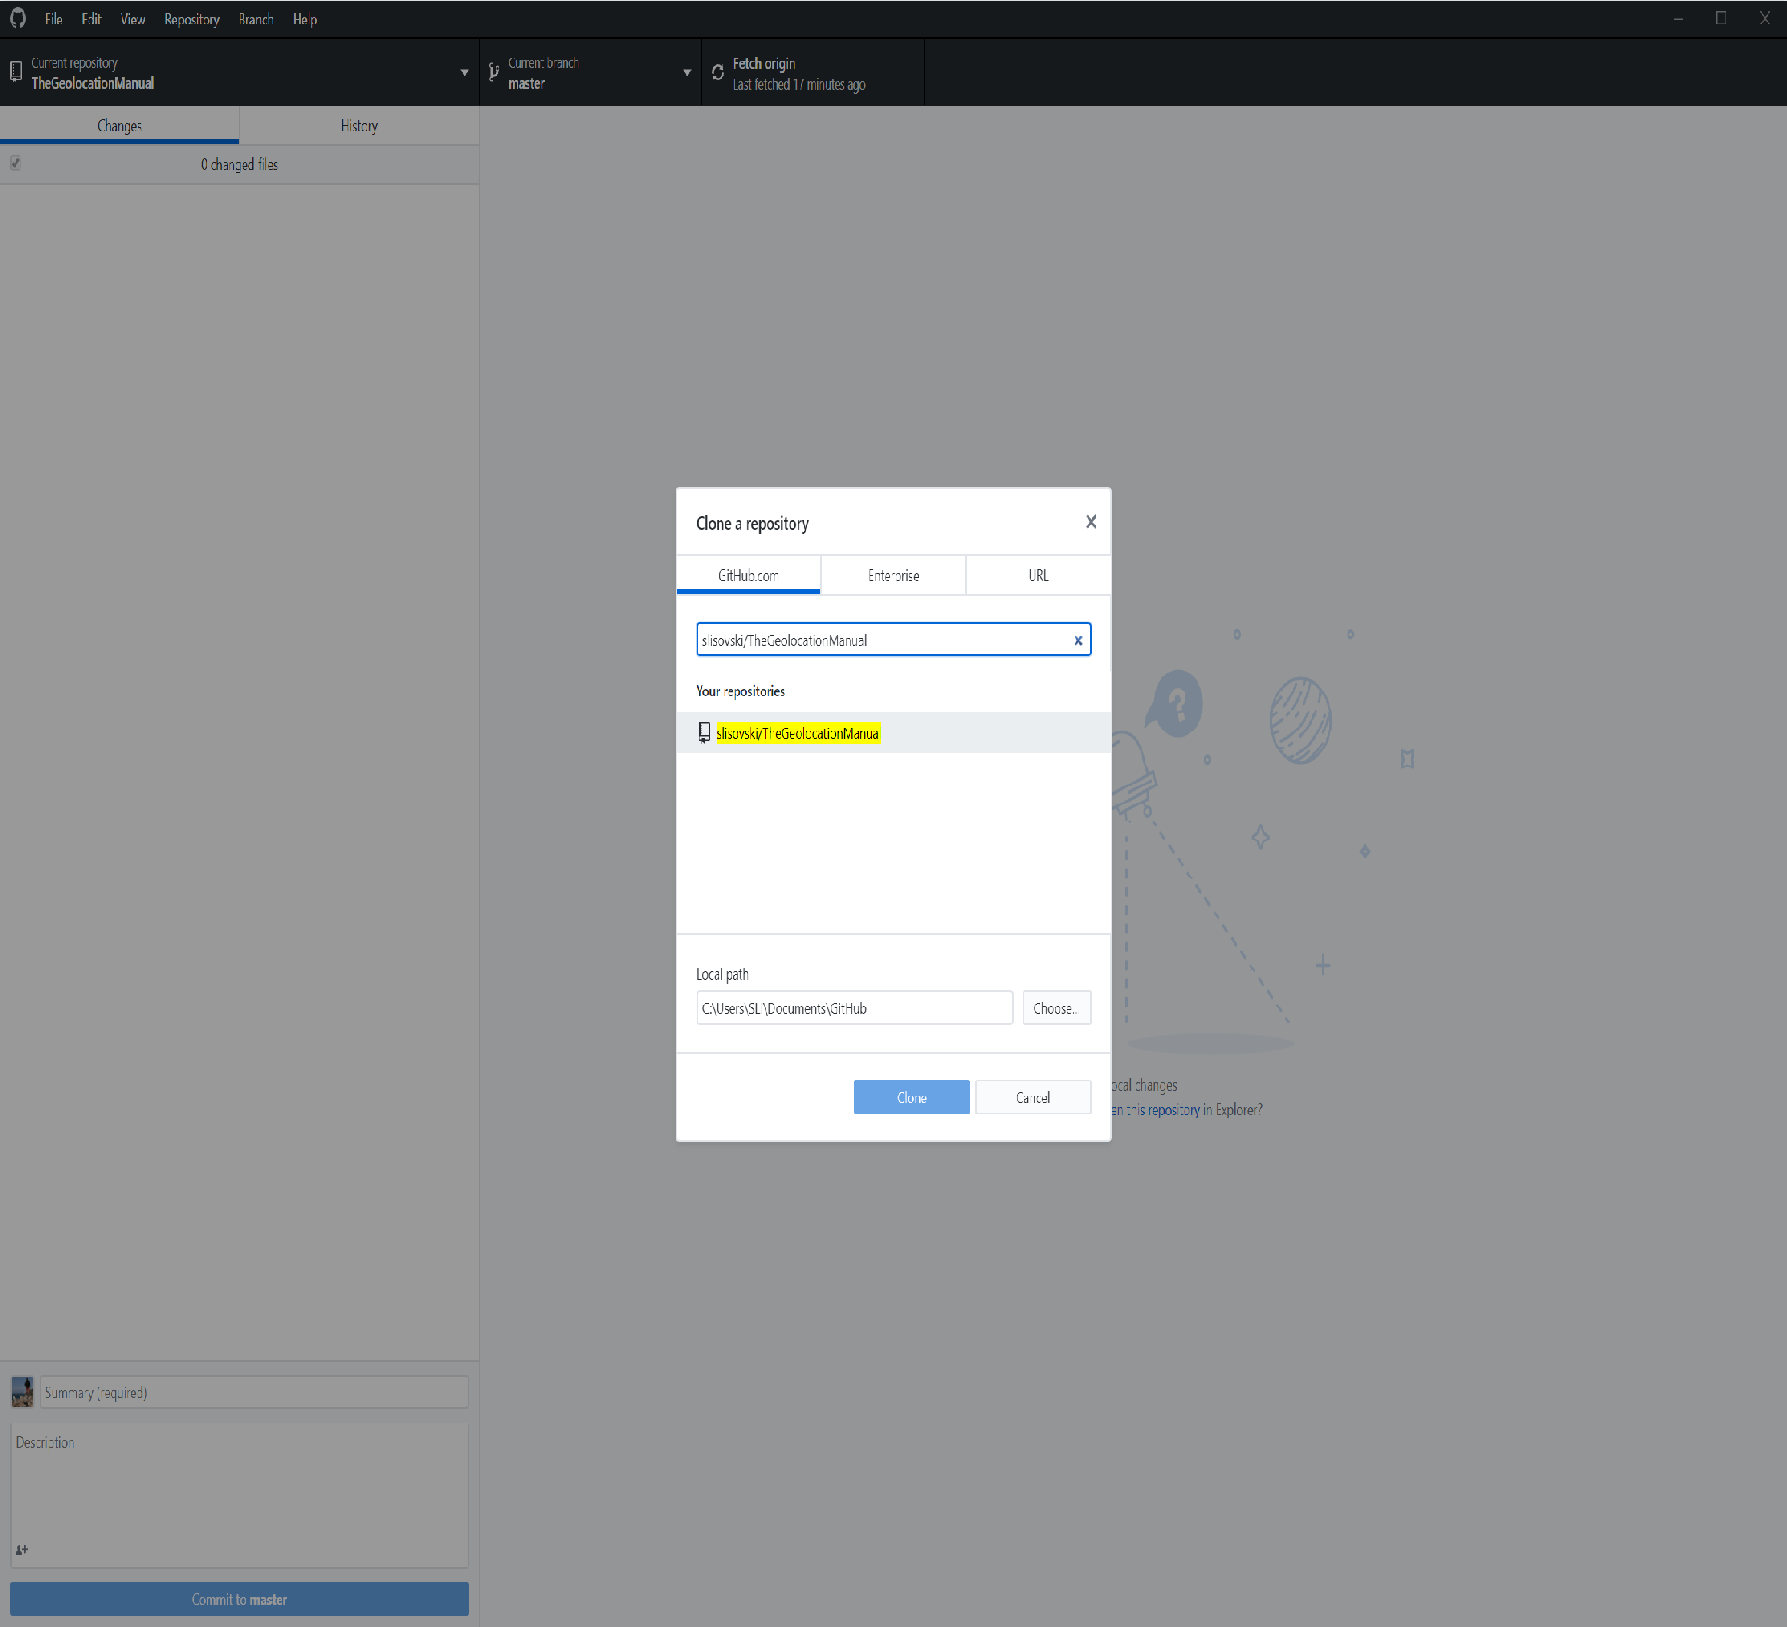 File Edit View Repository Branch Help
Current repository
TheGeolocationManual
Current branch
master
Fetch origin
Last fetched 17 minutes ago
Changes History
0 changed files
Clone a repository
GitHub.com Enterprise URL
slisovski/TheGeolocationManual
Your repositories
slisovski/TheGeolocationManual
Local path
C:\Users\SLi\Documents\GitHub Choose...
Clone Cancel
ocal changes
en this repository in Explorer?
Summary (required)
Description
Commit to master